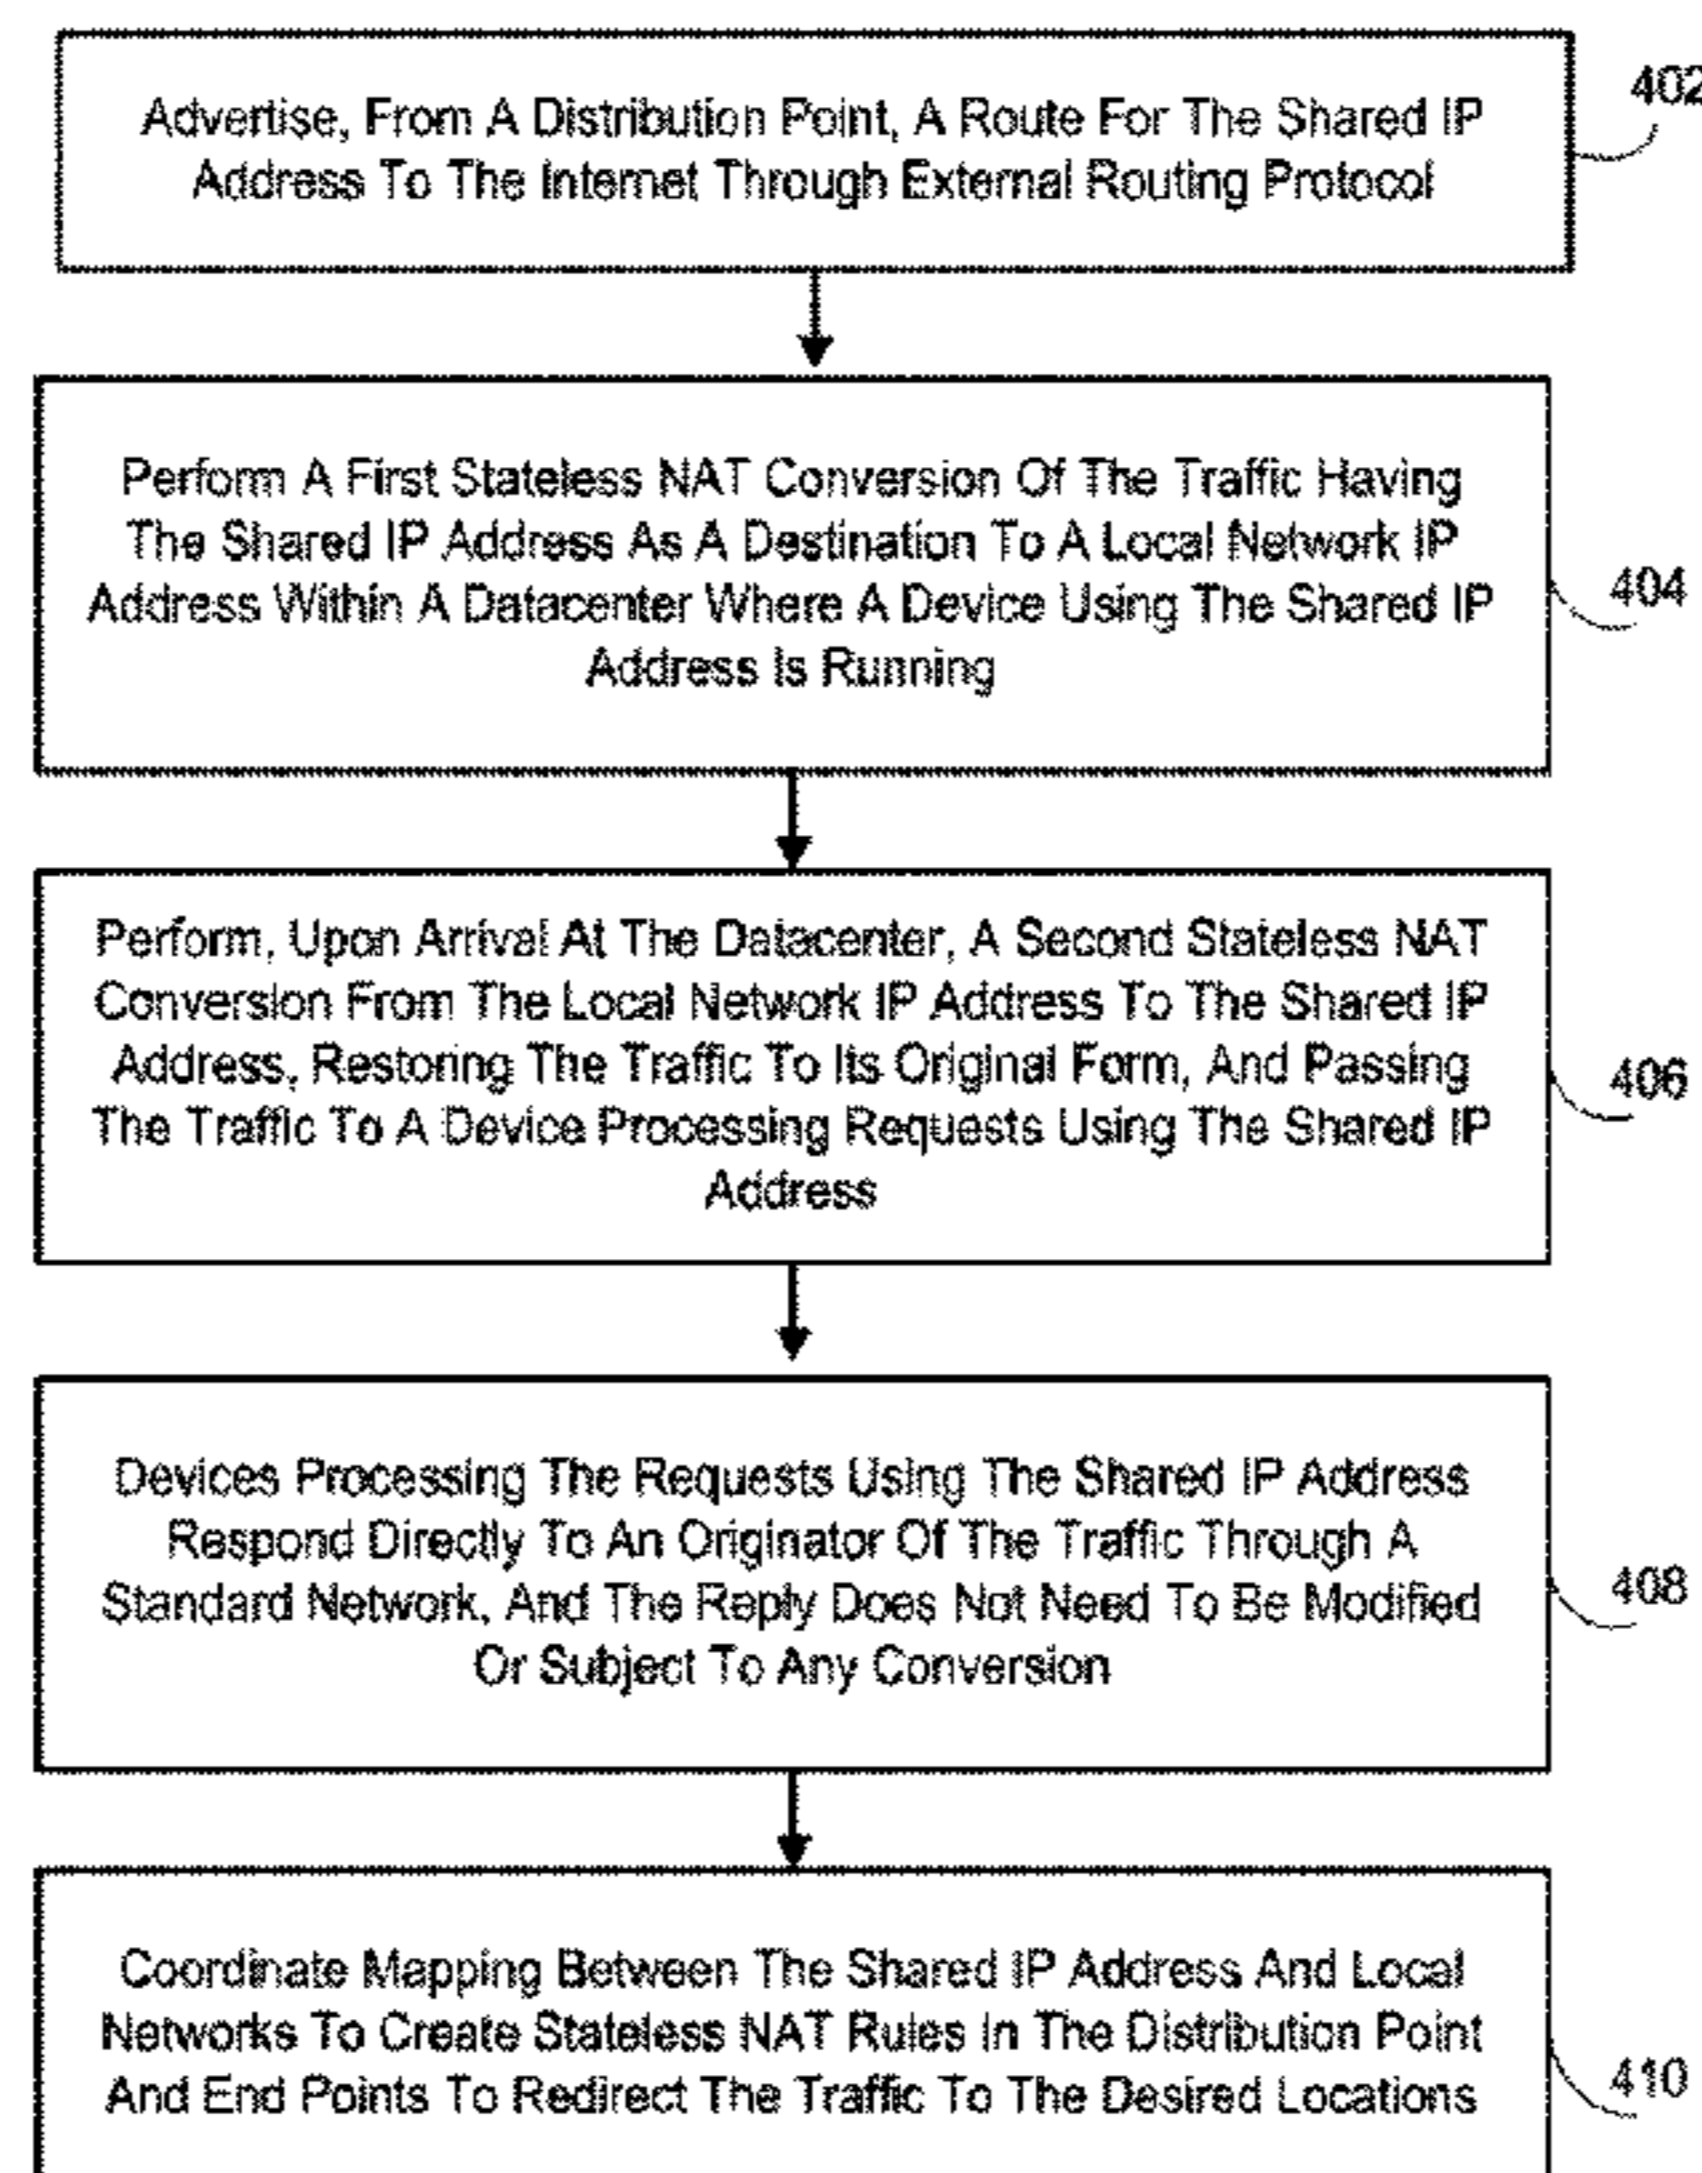 402
Advertise, From A Distribution Point, A Route For The Shared IP
Address To The Internet Through External Routing Protocol
Perform A First Stateless NAT Conversion Of The Traffic Having
The Shared IP Address As A Destination To A Local Network IP
Address Within A Datacenter Where A Device Using The Shared IP
Address Is Running
404
Perform, Upon Arrival At The Datacenter, A Second Stateless NAT
Conversion From The Local Network IP Address To The Shared IP
Address, Restoring The Traffic To Its Original Form, And Passing
The Traffic To A Device Processing Requests Using The Shared IP
Address
406
Devices Processing The Requests Using The Shared IP Address
Respond Directly To An Originator Of The Traffic Through A
Standard Network, And The Reply Does Not Need To Be Modified
Or Subject To Any Conversion
408
Coordinate Mapping Between The Shared IP Address And Local
Networks To Create Stateless NAT Rules In The Distribution Point
And End Points To Redirect The Traffic To The Desired Locations
410